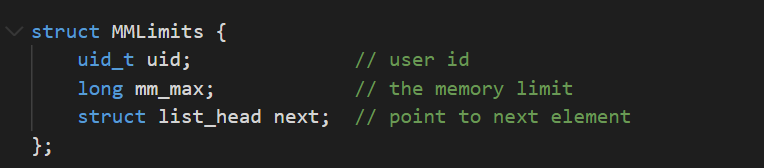 struct MMLimits {
    uid_t uid;             // user id
    long mm_max;           // the memory limit
    struct list_head next;  // point to next element
};